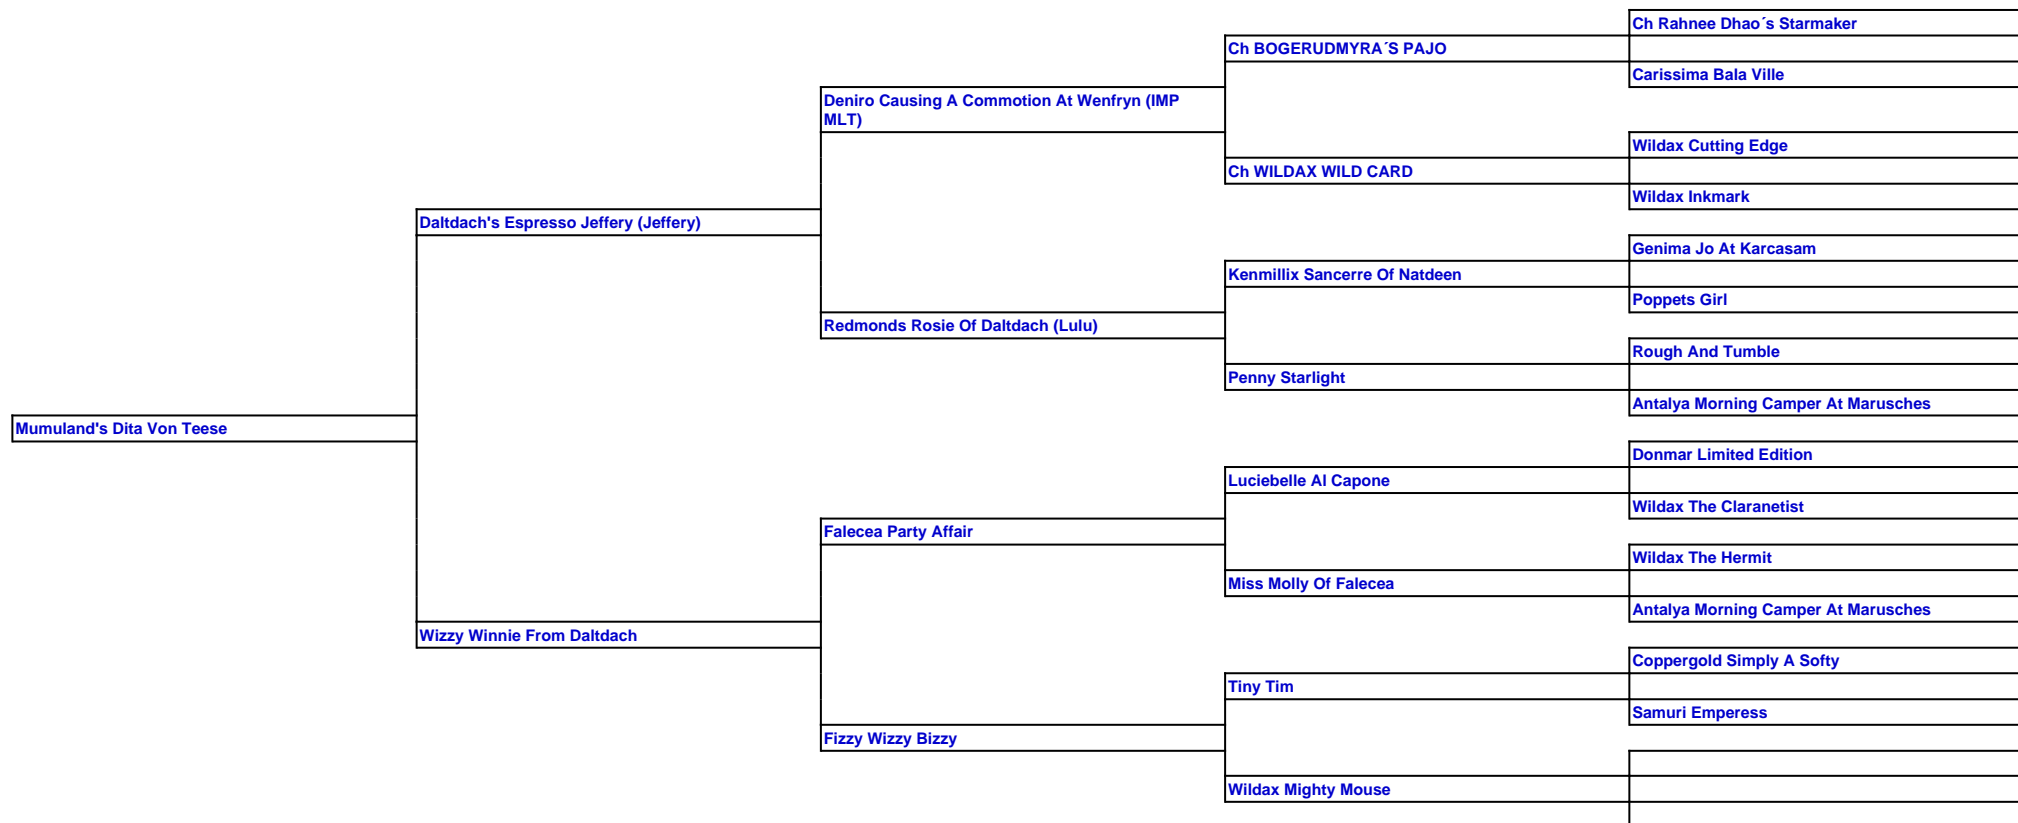 Ch Rahnee Dhao´s Starmaker
Ch BOGERUDMYRA´S PAJO
Carissima Bala Ville
Deniro Causing A Commotion At Wenfryn (IMP
MLT)
Wildax Cutting Edge
Ch WILDAX WILD CARD
Wildax Inkmark
Daltdach's Espresso Jeffery (Jeffery)
Genima Jo At Karcasam
Kenmillix Sancerre Of Natdeen
Poppets Girl
Redmonds Rosie Of Daltdach (Lulu)
Rough And Tumble
Penny Starlight
Antalya Morning Camper At Marusches
Mumuland's Dita Von Teese
Donmar Limited Edition
Luciebelle Al Capone
Wildax The Claranetist
Falecea Party Affair
Wildax The Hermit
Miss Molly Of Falecea
Antalya Morning Camper At Marusches
Wizzy Winnie From Daltdach
Coppergold Simply A Softy
Tiny Tim
Samuri Emperess
Fizzy Wizzy Bizzy
Wildax Mighty Mouse